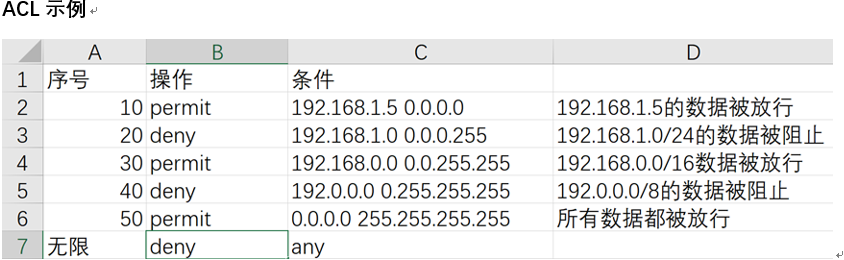 ACL 示例
A B C D
1 序号 操作 条件
2 10 permit 192.168.1.5 0.0.0.0 192.168.1.5的数据被放行
3 20 deny 192.168.1.0 0.0.0.255 192.168.1.0/24的数据被阻止
4 30 permit 192.168.0.0 0.0.255.255 192.168.0.0/16数据被放行
5 40 deny 192.0.0.0 0.255.255.255 192.0.0.0/8的数据被阻止
6 50 permit 0.0.0.0 255.255.255.255 所有数据都被放行
7 无限 deny any